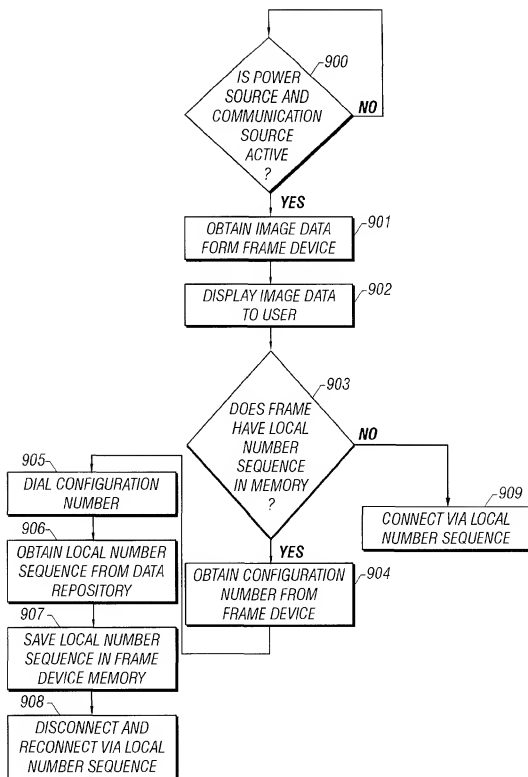 900
IS POWER
SOURCE AND
COMMUNICATION
SOURCE
ACTIVE
?
NO
YES
901
OBTAIN IMAGE DATA
FORM FRAME DEVICE
902
DISPLAY IMAGE DATA
TO USER
903
DOES FRAME
HAVE LOCAL
NUMBER
SEQUENCE
IN MEMORY
?
NO
909
CONNECT VIA LOCAL
NUMBER SEQUENCE
YES
904
OBTAIN CONFIGURATION
NUMBER FROM
FRAME DEVICE
905
DIAL CONFIGURATION
NUMBER
906
OBTAIN LOCAL NUMBER
SEQUENCE FROM DATA
REPOSITORY
907
SAVE LOCAL NUMBER
SEQUENCE IN FRAME
DEVICE MEMORY
908
DISCONNECT AND
RECONNECT VIA LOCAL
NUMBER SEQUENCE